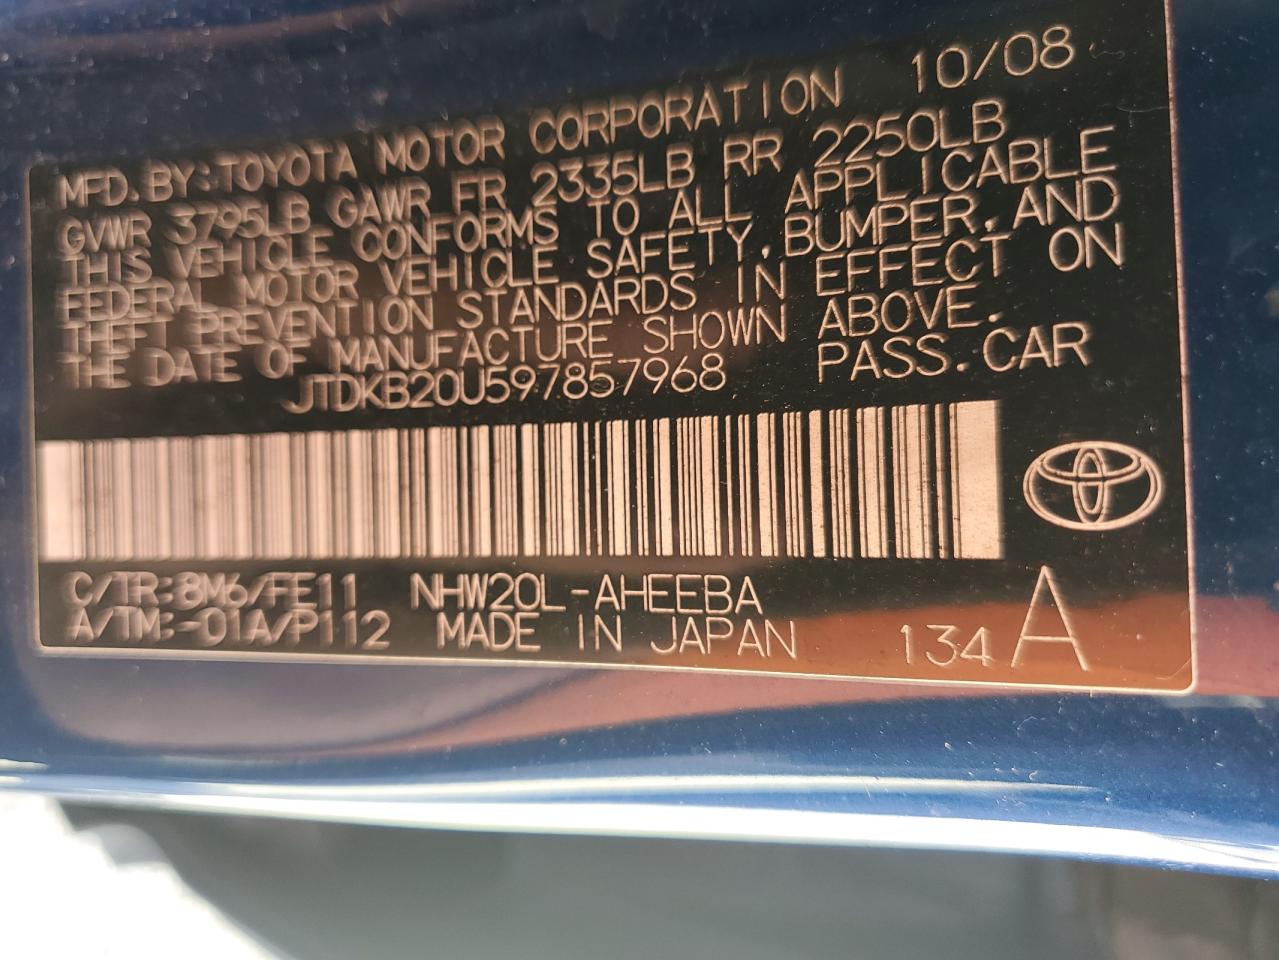 MFD.BY:TOYOTA MOTOR CORPORATION 10/08
GVWR 3795LB GAWR FR 2335LB RR 2250LB
THIS VEHICLE CONFORMS TO ALL APPLICABLE
FEDERAL MOTOR VEHICLE SAFETY,BUMPER,AND
THEFT PREVENTION STANDARDS IN EFFECT ON
THE DATE OF MANUFACTURE SHOWN ABOVE.
JTDKB20U597857968 PASS.CAR
C/TR:8M6/FE11 NHW20L-AHEEBA
A/TM:-01A/P112 MADE IN JAPAN 134 A